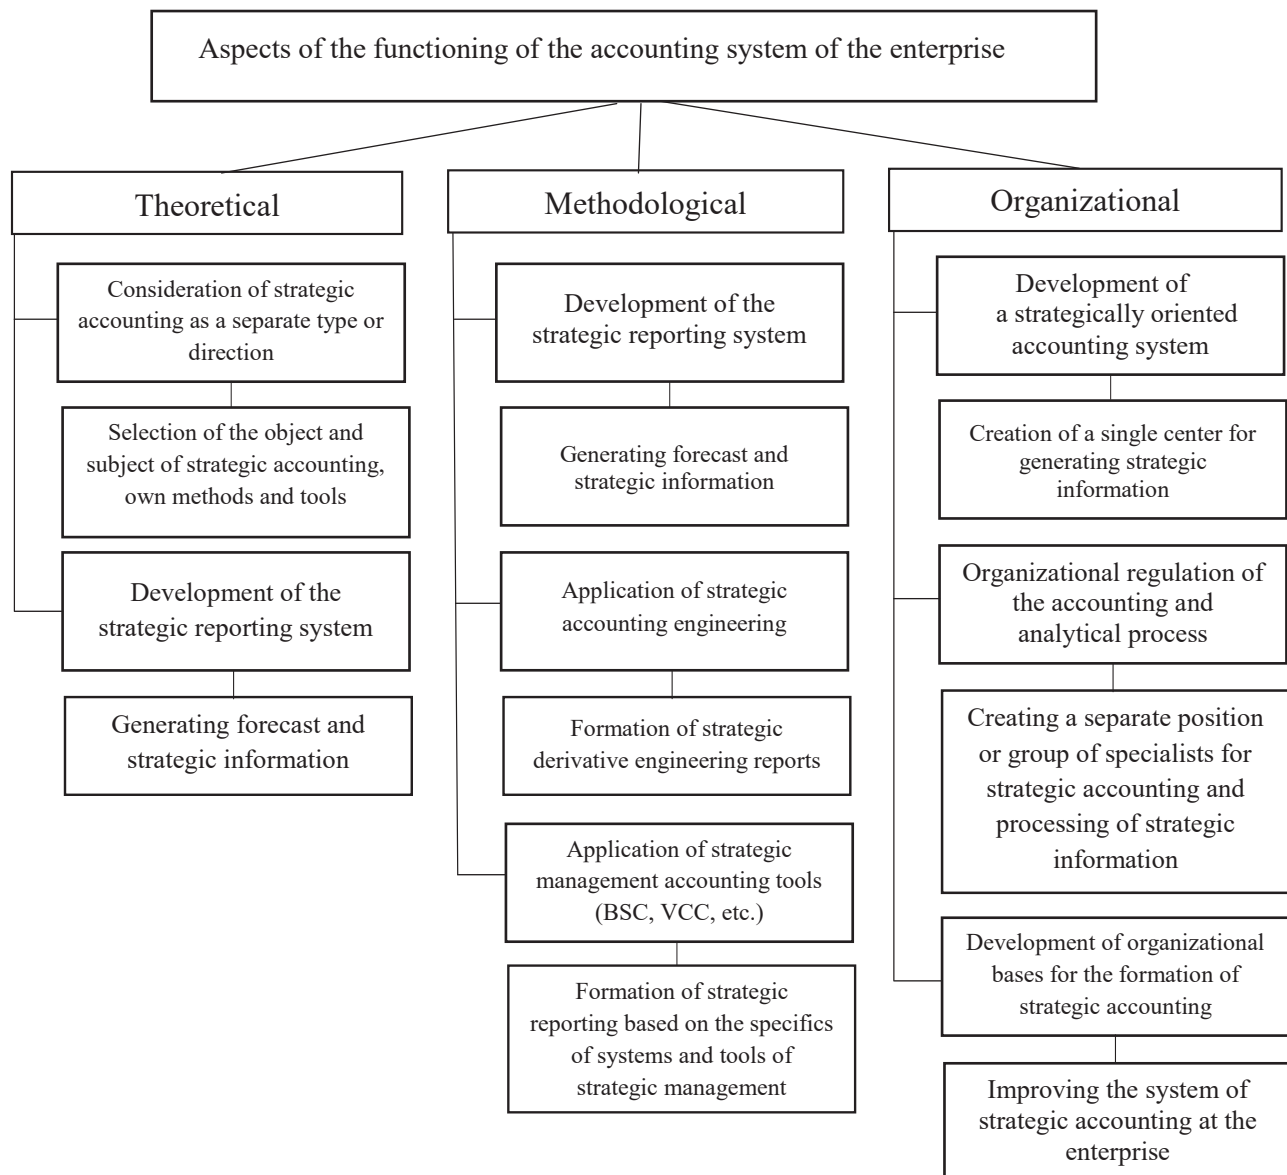 Aspects of the functioning of the accounting system of the enterprise
Theoretical
Consideration of strategic
accounting as a separate type or
direction
Selection of the object and
subject of strategic accounting,
own methods and tools
Development of the
strategic reporting system
Generating forecast and
strategic information
Methodological
Development of the
strategic reporting system
Generating forecast and
strategic information
Application of strategic
accounting engineering
Formation of strategic
derivative engineering reports
Application of strategic
management accounting tools
(BSC, VCC, etc.)
Formation of strategic
reporting based on the specifics
of systems and tools of
strategic management
Organizational
Development of
a strategically oriented
accounting system
Creation of a single center for
generating strategic
information
Organizational regulation of
the accounting and
analytical process
Creating a separate position
or group of specialists for
strategic accounting and
processing of strategic
information
Development of organizational
bases for the formation of
strategic accounting
Improving the system of
strategic accounting at the
enterprise